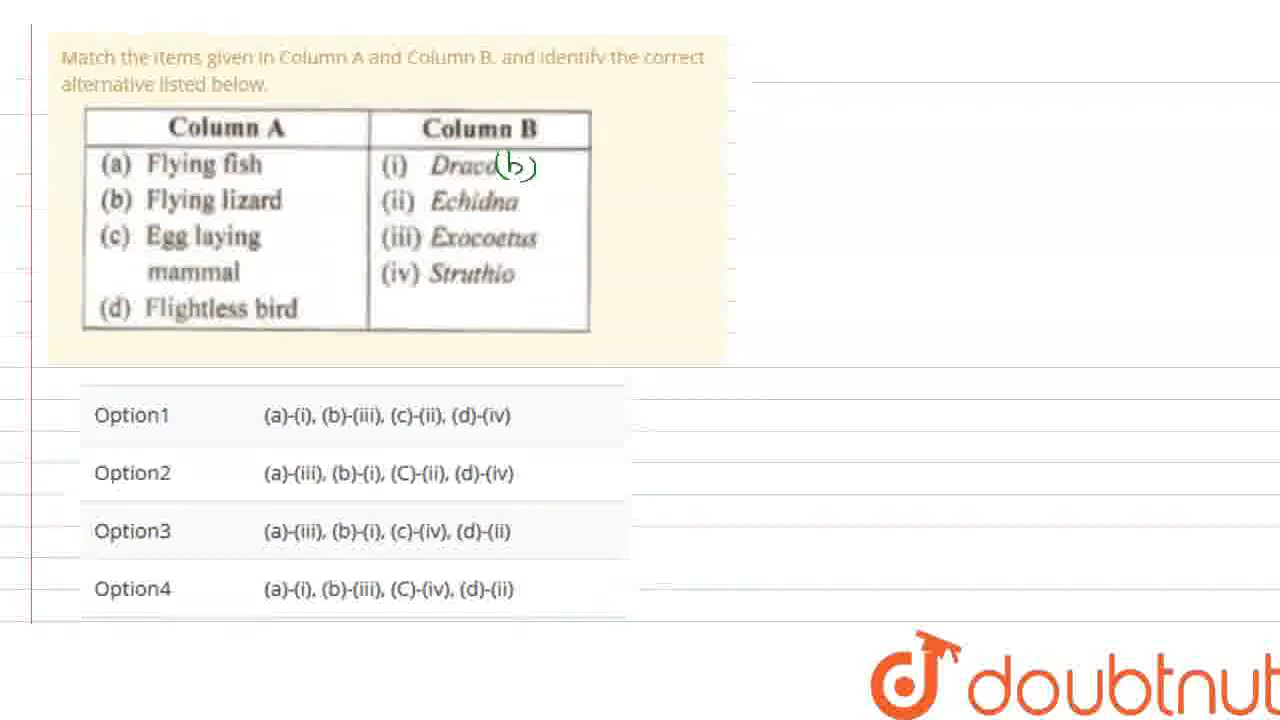 Match the items given in Column A and Column B, and identify the correct
alternative listed below.
Column A Column B
(a) Flying fish (i) Draco (b)
(b) Flying lizard (ii) Echidna
(c) Egg laying (iii) Exocoetus
mammal (iv) Struthio
(d) Flightless bird
Option1 (a)-(i), (b)-(iii), (c)-(ii), (d)-(iv)
Option2 (a)-(iii), (b)-(i), (C)-(ii), (d)-(iv)
Option3 (a)-(iii), (b)-(i), (c)-(iv), (d)-(ii)
Option4 (a)-(i), (b)-(iii), (C)-(iv), (d)-(ii)
doubtnut